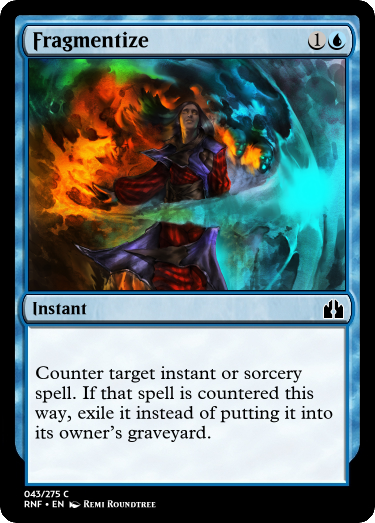 Fragmentize 1
Instant
Counter target instant or sorcery
spell. If that spell is countered this
way, exile it instead of putting it into
its owner's graveyard.
043/275 C
RNF • EN Remi Roundtree